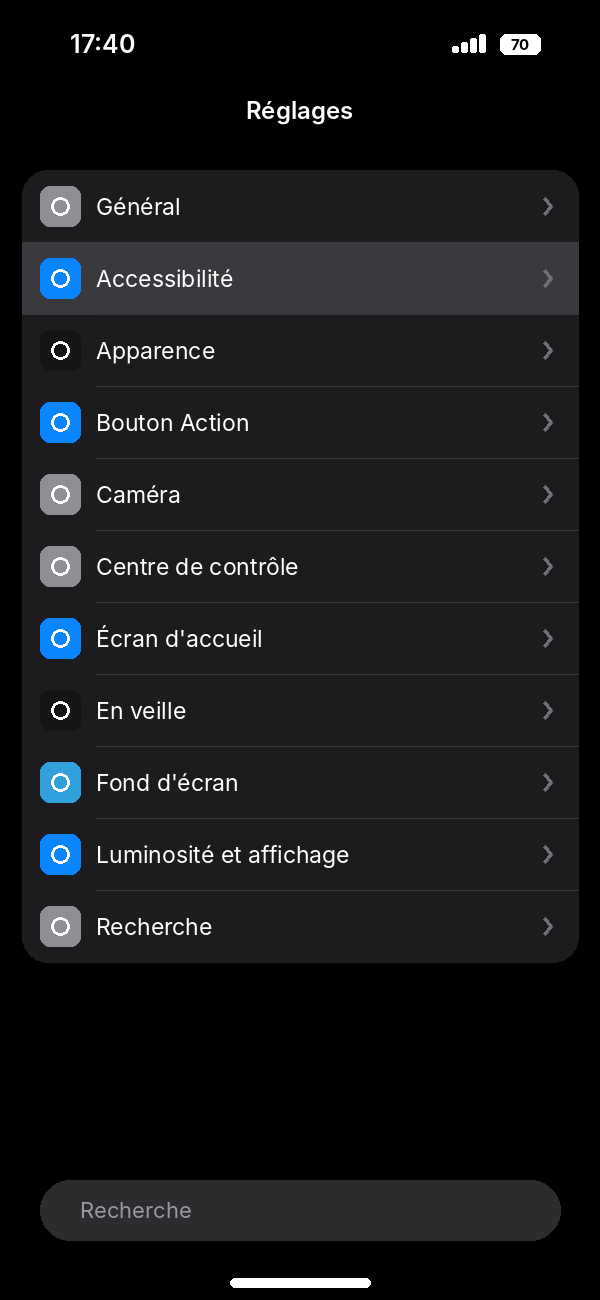 17:40
70
Réglages
Général
Accessibilité
Apparence
Bouton Action
Caméra
Centre de contrôle
Écran d'accueil
En veille
Fond d'écran
Luminosité et affichage
Recherche
Recherche